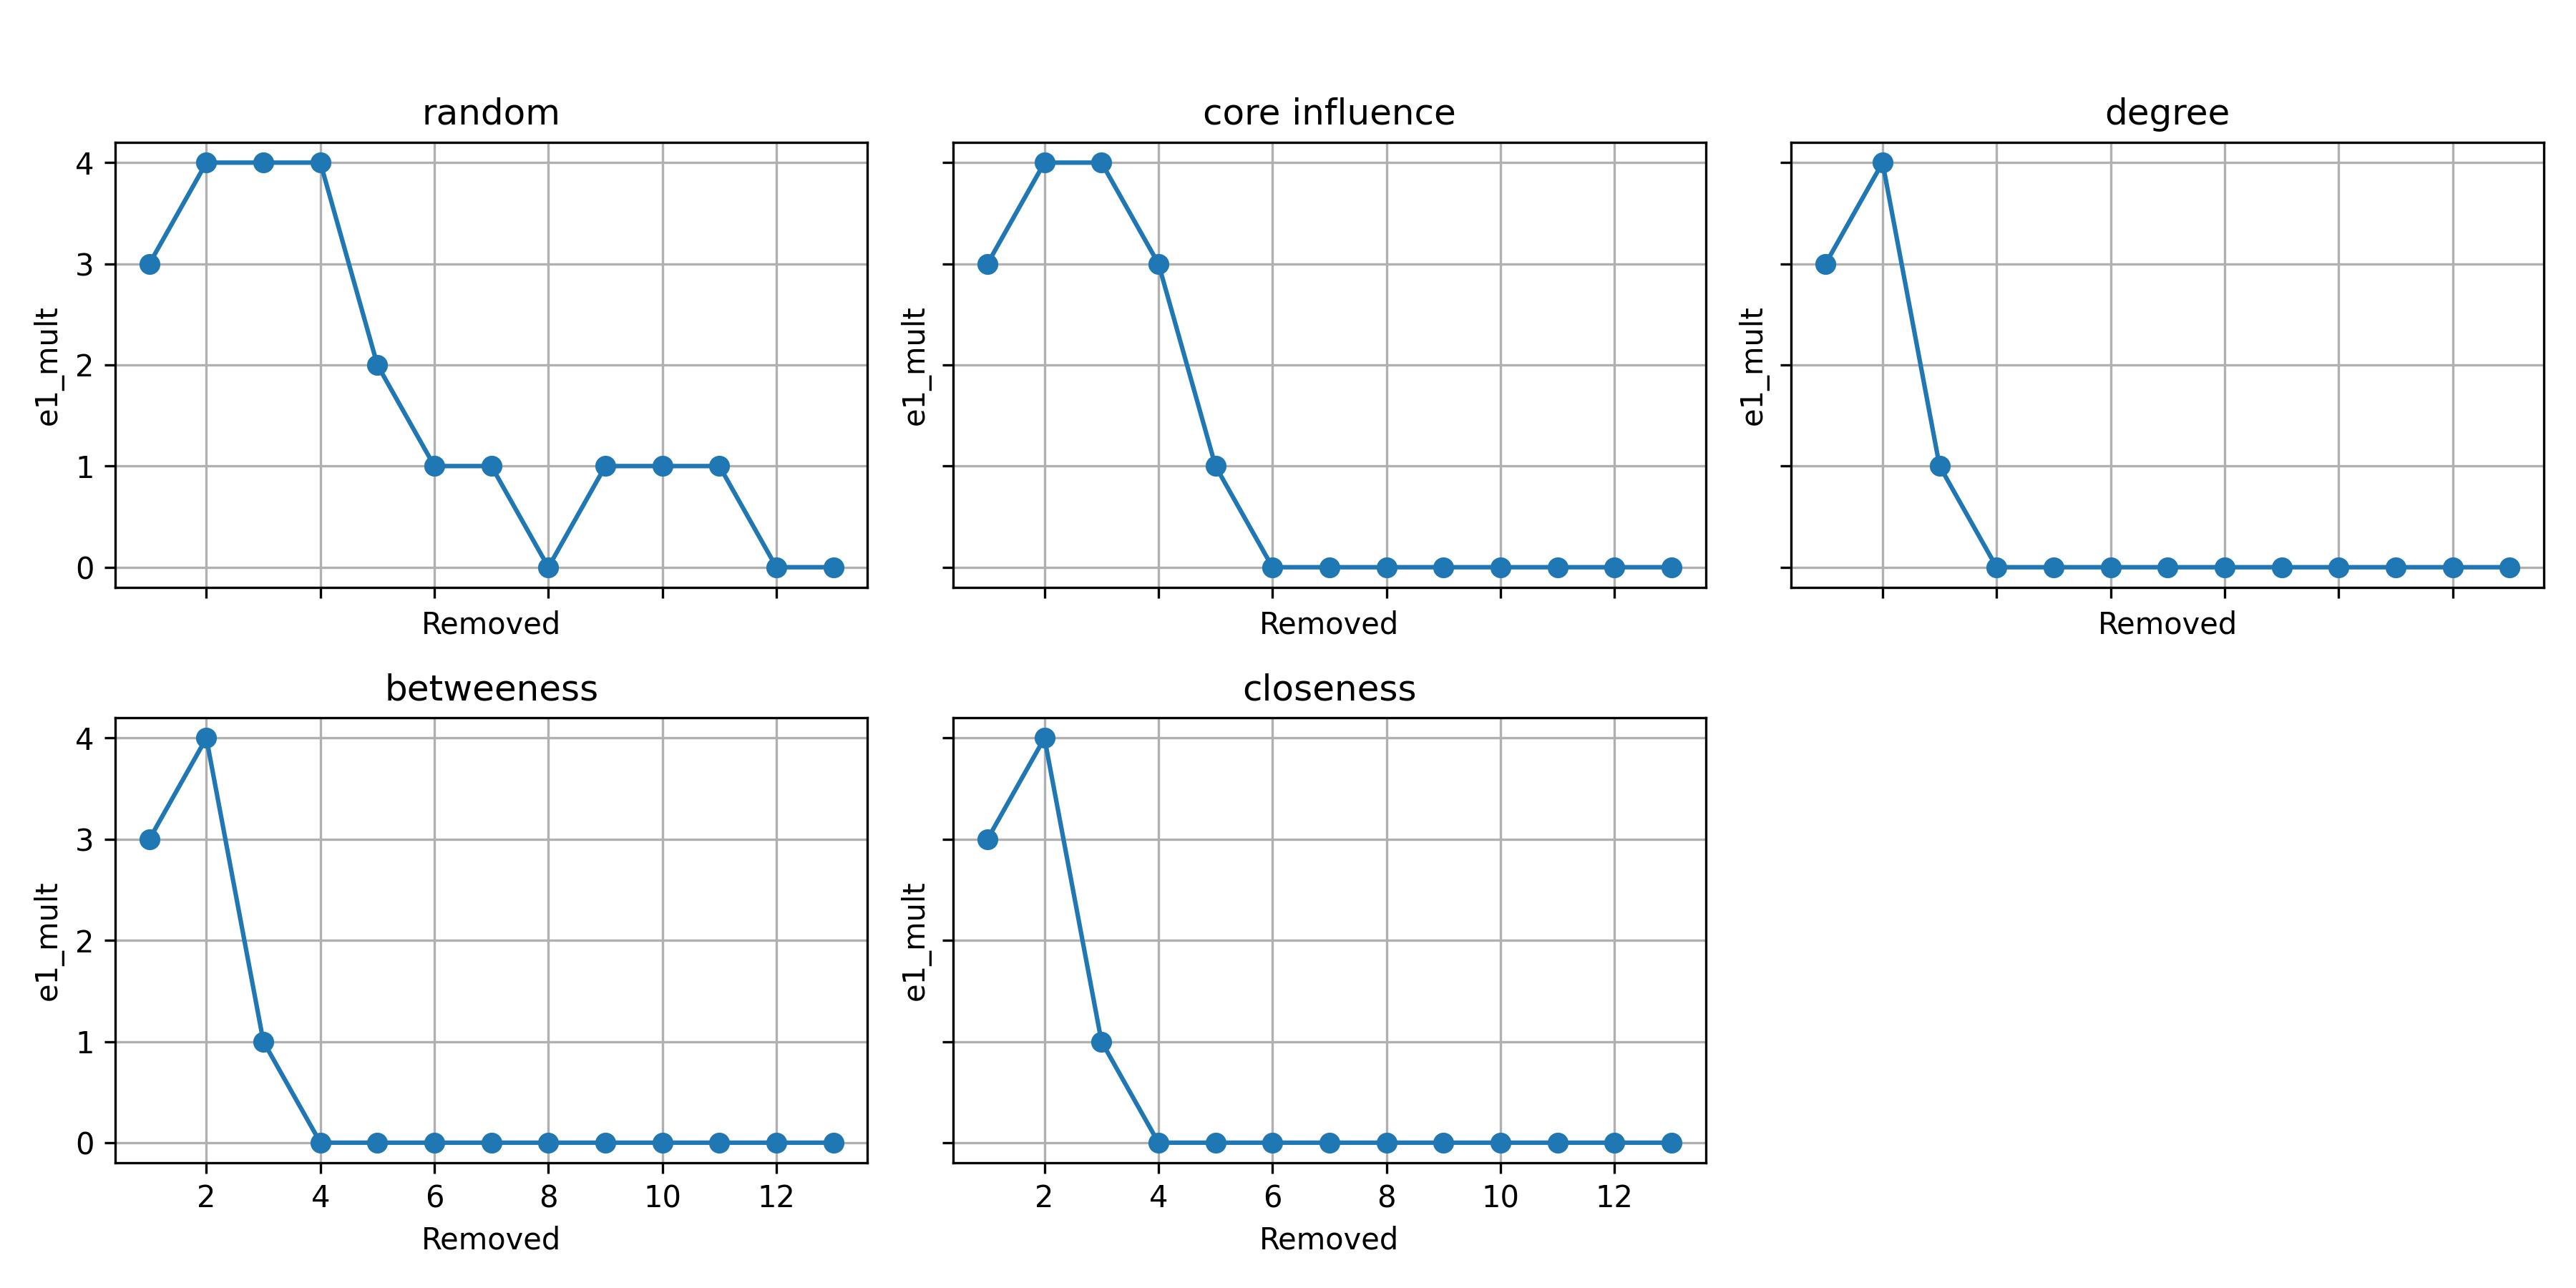 random
core influence
degree
4
3
2
1
0
e1_mult
e1_mult
e1_mult
Removed
Removed
Removed
betweeness
closeness
4
3
2
1
0
e1_mult
e1_mult
2 4 6 8 10 12
2 4 6 8 10 12
Removed
Removed